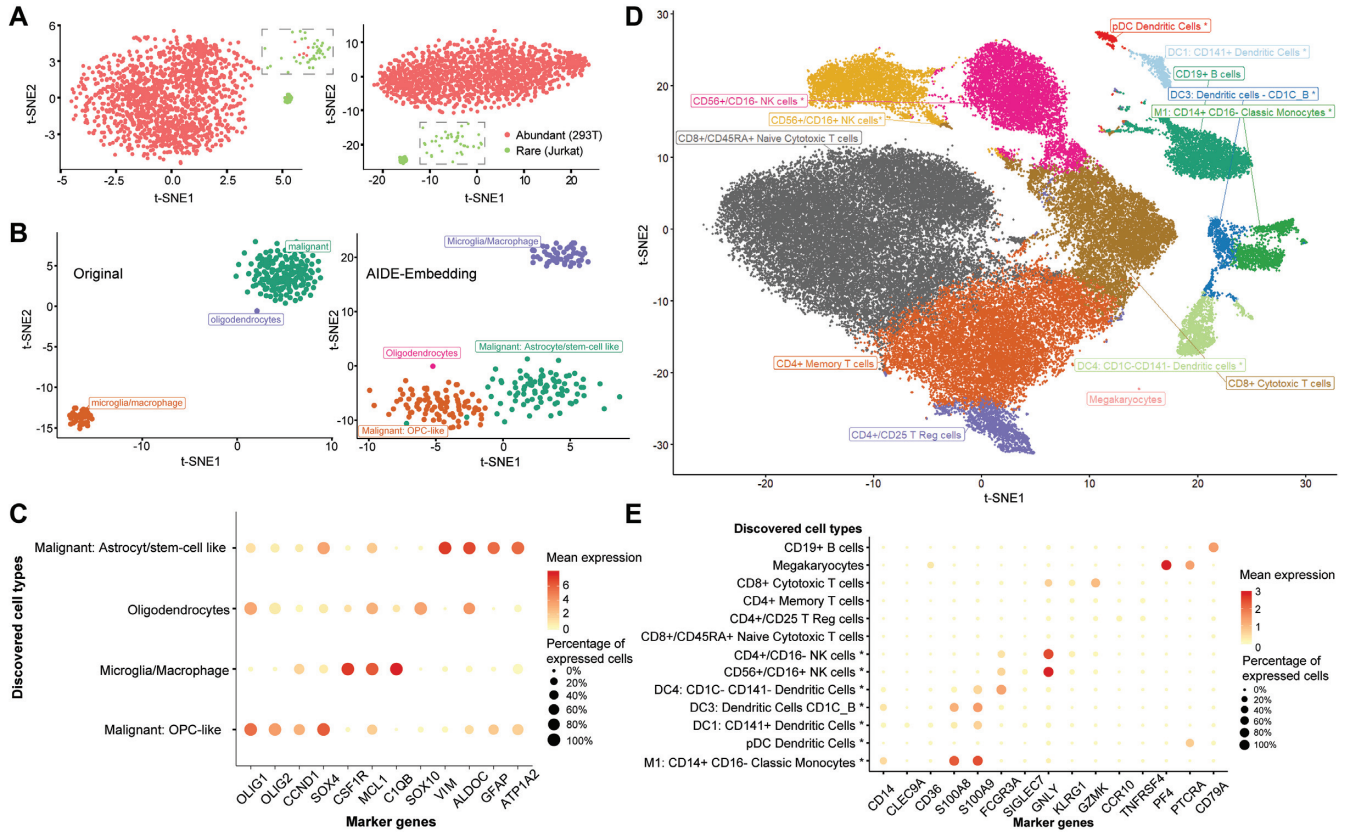 A
6
3
0
-3
t-SNE2
-5
-2.5
0.0
2.5
5.0
t-SNE1
10
0
-10
-20
t-SNE2
Abundant (293T)
Rare (Jurkat)
-20
-10
0
10
20
t-SNE1
B
Original
malignant
oligodendrocytes
microglia/macrophage
5
0
-5
-10
-15
t-SNE2
-10
0
10
t-SNE1
AIDE-Embedding
Microglia/Macrophage
Oligodendrocytes
Malignant: Astrocyte/stem-cell like
Malignant: OPC-like
20
10
0
-10
t-SNE2
-10
-5
0
5
t-SNE1
C
Discovered cell types
Malignant: Astrocyt/stem-cell like
Oligodendrocytes
Microglia/Macrophage
Malignant: OPC-like
OLIG1
OLIG2
CCND1
SOX4
CSF1R
MCL1
C1QB
SOX10
VIM
ALDOC
GFAP
ATP1A2
Marker genes
Mean expression
6
4
2
0
Percentage of
expressed cells
0%
20%
40%
60%
80%
100%
D
30
20
10
0
-10
-20
-30
t-SNE2
-20
-10
0
10
20
30
t-SNE1
pDC Dendritic Cells *
DC1: CD141+ Dendritic Cells *
CD19+ B cells
DC3: Dendritic cells - CD1C_B *
M1: CD14+ CD16- Classic Monocytes *
CD56+/CD16- NK cells *
CD56+/CD16+ NK cells*
CD8+/CD45RA+ Naive Cytotoxic T cells
CD4+ Memory T cells
DC4: CD1C-CD141- Dendritic cells *
CD8+ Cytotoxic T cells
Megakaryocytes
CD4+/CD25 T Reg cells
E
Discovered cell types
CD19+ B cells
Megakaryocytes
CD8+ Cytotoxic T cells
CD4+ Memory T cells
CD4+/CD25 T Reg cells
CD8+/CD45RA+ Naive Cytotoxic T cells
CD4+/CD16- NK cells *
CD56+/CD16+ NK cells *
DC4: CD1C- CD141- Dendritic Cells *
DC3: Dendritic Cells CD1C_B *
DC1: CD141+ Dendritic Cells *
pDC Dendritic Cells *
M1: CD14+ CD16- Classic Monocytes *
CD14
CLEC9A
CD36
S100A8
S100A9
FCGR3A
SIGLEC7
GNLY
KLRG1
GZMK
CCR10
TNFRSF4
PF4
PTCRA
CD79A
Marker genes
Mean expression
3
2
1
0
Percentage of
expressed cells
0%
20%
40%
60%
80%
100%